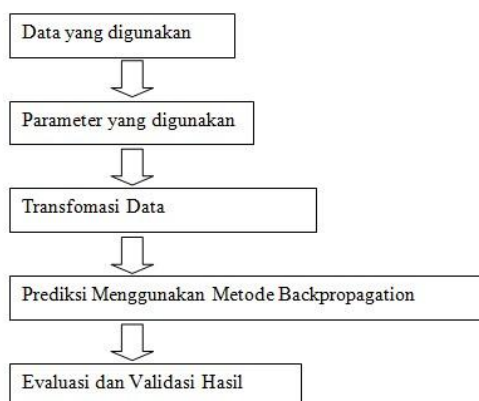 Data yang digunakan
Parameter yang digunakan
Transfomasi Data
Prediksi Menggunakan Metode Backpropagation
Evaluasi dan Validasi Hasil